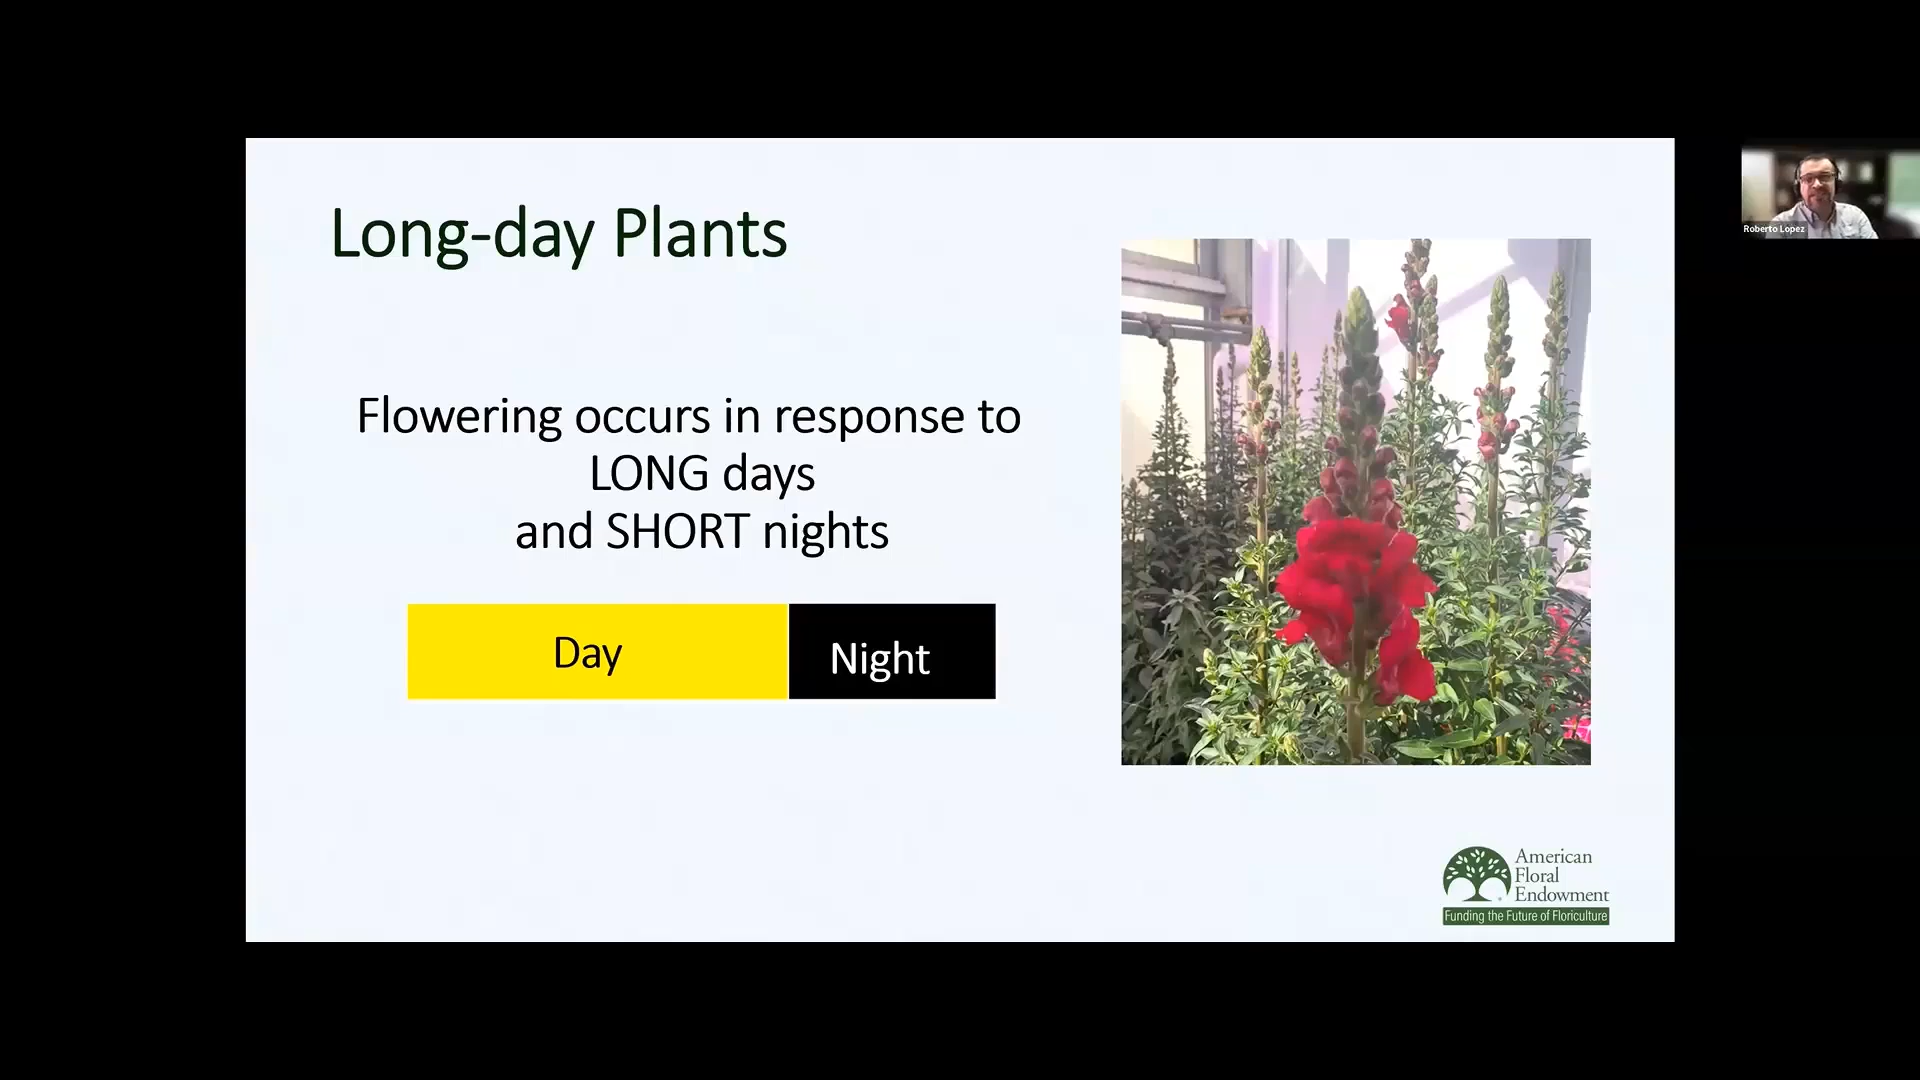 Long-day Plants
Flowering occurs in response to
LONG days
and SHORT nights
Day
Night
American
Floral
Endowment
Funding the Future of Floriculture
Roberto Lopez